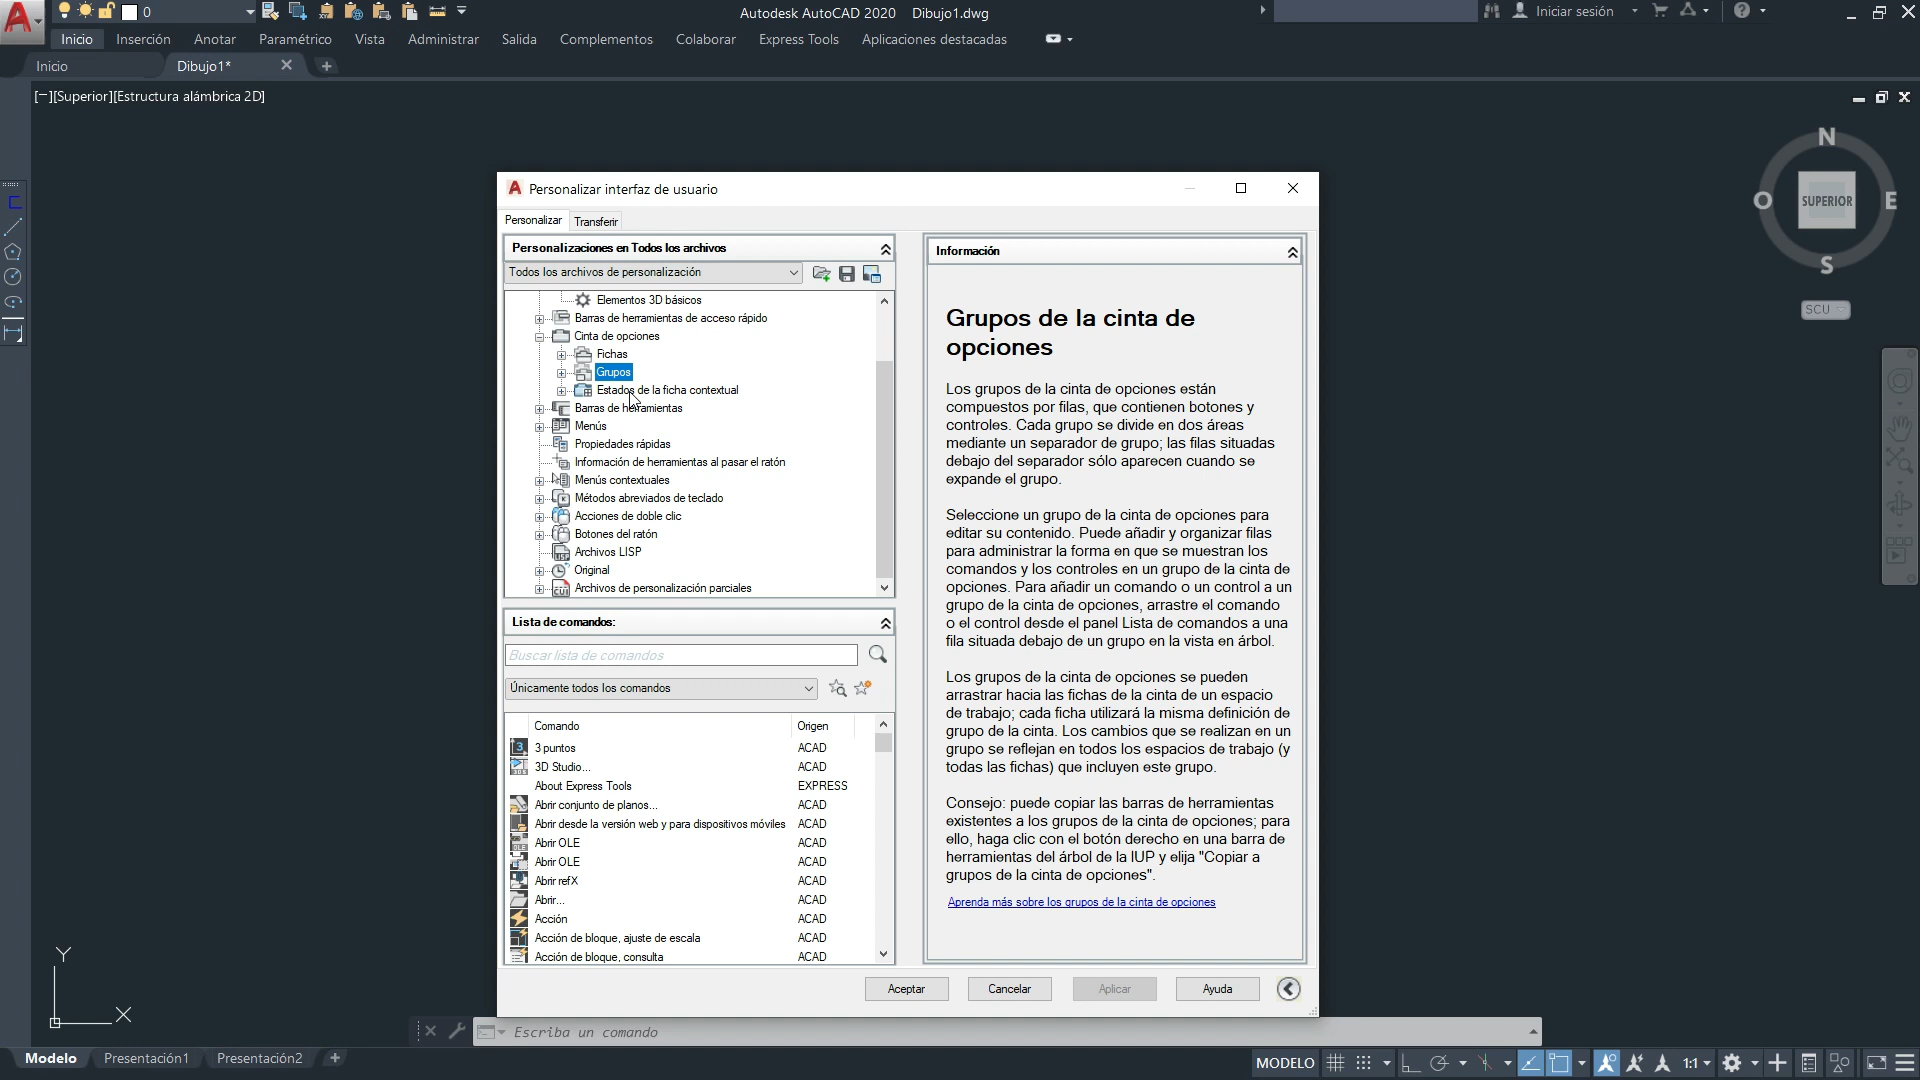 0
Autodesk AutoCAD 2020 Dibujo1.dwg
Iniciar sesión
Inicio Inserción Anotar Paramétrico Vista Administrar Salida Complementos Colaborar Express Tools Aplicaciones destacadas
Inicio Dibujo1*
[−][Superior][Estructura alámbrica 2D]
N
O SUPERIOR E
S
SCU
Personalizar interfaz de usuario
Personalizar Transferir
Personalizaciones en Todos los archivos
Todos los archivos de personalización
Elementos 3D básicos
Barras de herramientas de acceso rápido
Cinta de opciones
Fichas
Grupos
Estados de la ficha contextual
Barras de herramientas
Menús
Propiedades rápidas
Información de herramientas al pasar el ratón
Menús contextuales
Métodos abreviados de teclado
Acciones de doble clic
Botones del ratón
Archivos LISP
Original
Archivos de personalización parciales
Lista de comandos:
Buscar lista de comandos
Únicamente todos los comandos
Comando Origen
3 puntos ACAD
3D Studio... ACAD
About Express Tools EXPRESS
Abrir conjunto de planos... ACAD
Abrir desde la versión web y para dispositivos móviles ACAD
Abrir OLE ACAD
Abrir OLE ACAD
Abrir refX ACAD
Abrir... ACAD
Acción ACAD
Acción de bloque, ajuste de escala ACAD
Acción de bloque, consulta ACAD
Información
Grupos de la cinta de
opciones
Los grupos de la cinta de opciones están
compuestos por filas, que contienen botones y
controles. Cada grupo se divide en dos áreas
mediante un separador de grupo; las filas situadas
debajo del separador sólo aparecen cuando se
expande el grupo.
Seleccione un grupo de la cinta de opciones para
editar su contenido. Puede añadir y organizar filas
para administrar la forma en que se muestran los
comandos y los controles en un grupo de la cinta de
opciones. Para añadir un comando o un control a un
grupo de la cinta de opciones, arrastre el comando
o el control desde el panel Lista de comandos a una
fila situada debajo de un grupo en la vista en árbol.
Los grupos de la cinta de opciones se pueden
arrastrar hacia las fichas de la cinta de un espacio
de trabajo; cada ficha utilizará la misma definición de
grupo de la cinta. Los cambios que se realizan en un
grupo se reflejan en todos los espacios de trabajo (y
todas las fichas) que incluyen este grupo.
Consejo: puede copiar las barras de herramientas
existentes a los grupos de la cinta de opciones; para
ello, haga clic con el botón derecho en una barra de
herramientas del árbol de la IUP y elija "Copiar a
grupos de la cinta de opciones".
Aprenda más sobre los grupos de la cinta de opciones
Aceptar Cancelar Aplicar Ayuda
Y
X
Escriba un comando
Modelo Presentación1 Presentación2
MODELO 1:1